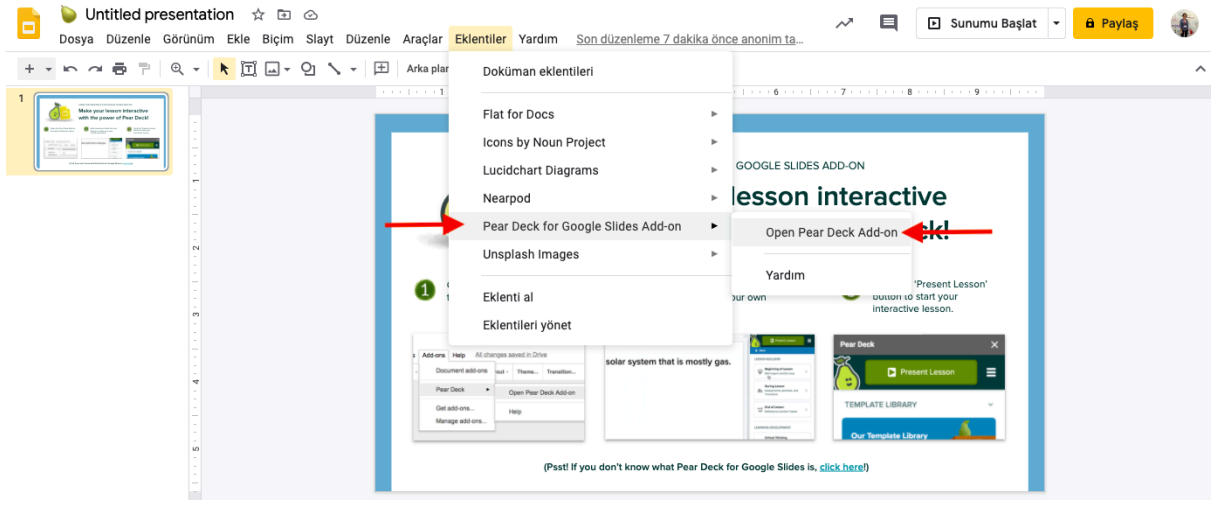 Untitled presentation
Sunumu Başlat
Paylaş
Dosya Düzenle Görünüm Ekle Biçim Slayt Düzenle Araçlar Eklentiler Yardım Son düzenleme 7 dakika önce anonim ta...
Arka plan
Doküman eklentileri
Flat for Docs
Icons by Noun Project
Lucidchart Diagrams
Nearpod
Pear Deck for Google Slides Add-on
Unsplash Images
Eklenti al
Eklentileri yönet
Open Pear Deck Add-on
Yardım
1
Make your lesson interactive
with the power of Pear Deck!
GOOGLE SLIDES ADD-ON
lesson interactive
ck!
1
'Present Lesson'
button to start your
interactive lesson.
our own
Add-ons Help All changes saved in Drive
Document add-ons
Theme... Transition...
Pear Deck
Open Pear Deck Add-on
Get add-ons...
Help
Manage add-ons...
solar system that is mostly gas.
Pear Deck
Present Lesson
TEMPLATE LIBRARY
Our Template Library
(Psst! If you don't know what Pear Deck for Google Slides is, click here!)